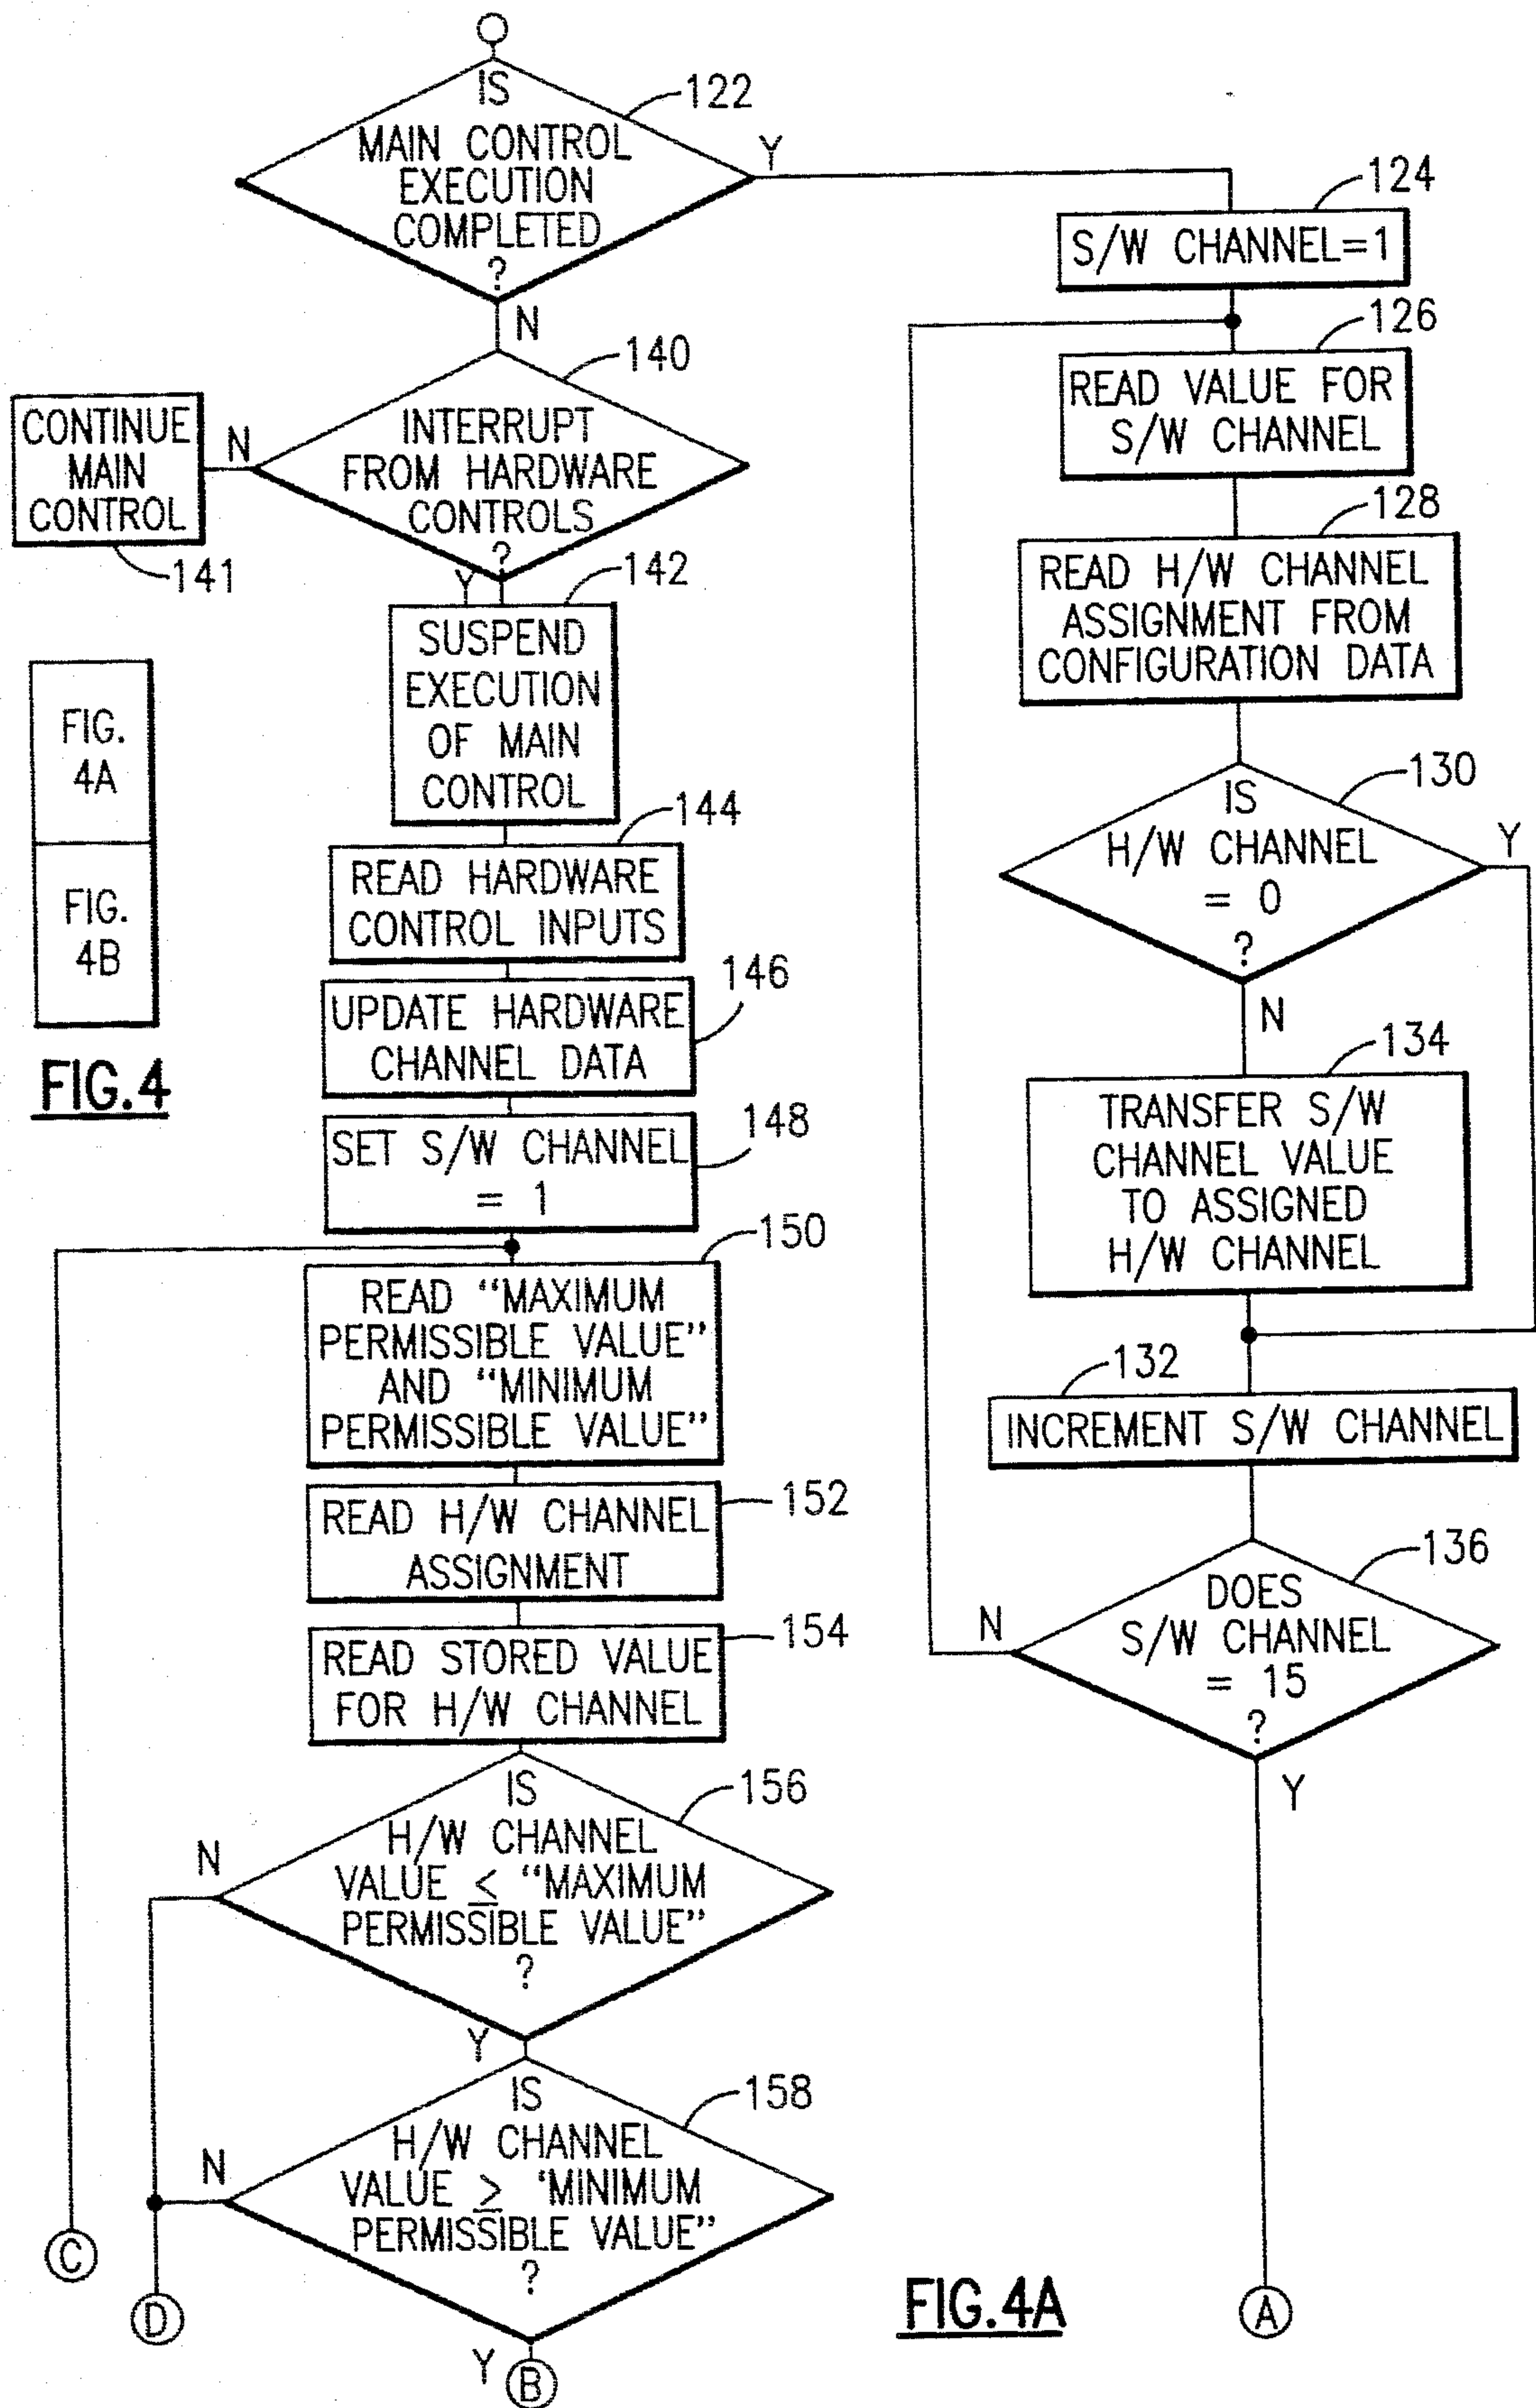 IS
MAIN CONTROL
EXECUTION
COMPLETED
?
122
Y
N
140
INTERRUPT
FROM HARDWARE
CONTROLS
?
N
CONTINUE
MAIN
CONTROL
141
Y
142
SUSPEND
EXECUTION
OF MAIN
CONTROL
144
READ HARDWARE
CONTROL INPUTS
146
UPDATE HARDWARE
CHANNEL DATA
148
SET S/W CHANNEL
= 1
150
READ “MAXIMUM
PERMISSIBLE VALUE”
AND “MINIMUM
PERMISSIBLE VALUE”
152
READ H/W CHANNEL
ASSIGNMENT
154
READ STORED VALUE
FOR H/W CHANNEL
156
IS
H/W CHANNEL
VALUE ≤ “MAXIMUM
PERMISSIBLE VALUE”
?
N
Y
158
IS
H/W CHANNEL
VALUE ≥ ‘MINIMUM
PERMISSIBLE VALUE”
?
N
Y
C
D
B
FIG.
4A
FIG.
4B
FIG.4
124
S/W CHANNEL=1
126
READ VALUE FOR
S/W CHANNEL
128
READ H/W CHANNEL
ASSIGNMENT FROM
CONFIGURATION DATA
130
IS
H/W CHANNEL
= 0
?
Y
N
134
TRANSFER S/W
CHANNEL VALUE
TO ASSIGNED
H/W CHANNEL
132
INCREMENT S/W CHANNEL
136
DOES
S/W CHANNEL
= 15
?
N
Y
A
FIG.4A